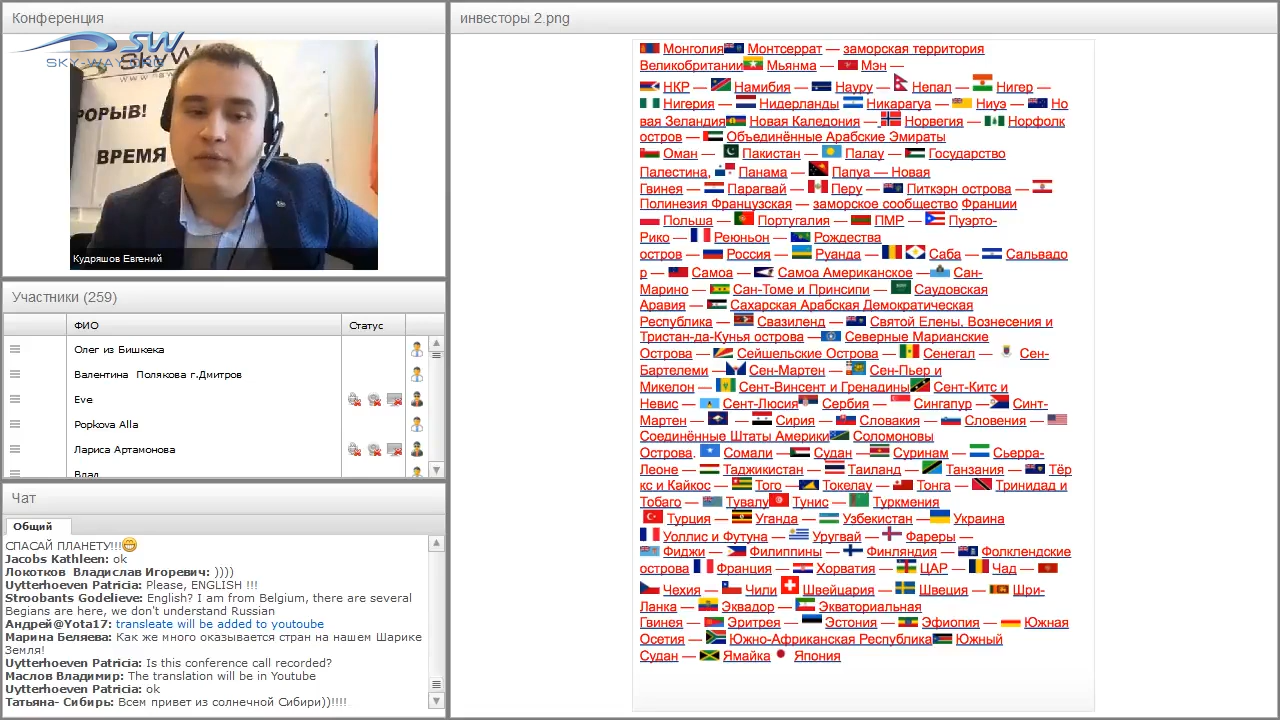 Конференция
SW
SKY-WAY.ORG
ПРОРЫВ!
ВРЕМЯ
Кудряшов Евгений
Участники (259)
ФИО
Статус
Олег из Бишкека
Валентина Полякова г.Дмитров
Eve
Popkova Alla
Лариса Артамонова
Влад
Чат
Общий
СПАСАЙ ПЛАНЕТУ!!!
Jacobs Kathleen: ok
Локотков Владислав Игоревич: ))))
Uytterhoeven Patricia: Please, ENGLISH !!!
Stroobants Godelieve: English? I am from Belgium, there are several
Begians are here, we don't understand Russian
Андрей@Yota17: transleate will be added to youtoube
Марина Беляева: Как же много оказывается стран на нашем Шарике
Земля!
Uytterhoeven Patricia: Is this conference call recorded?
Маслов Владимир: The translation will be in Youtube
Uytterhoeven Patricia: ok
Татьяна- Сибирь: Всем привет из солнечной Сибири))!!!!
инвесторы 2.png
Монголия Монтсеррат — заморская территория
Великобритании Мьянма — Мэн —
НКР — Намибия — Науру — Непал — Нигер —
Нигерия — Нидерланды Никарагуа — Ниуэ — Но
вая Зеландия Новая Каледония — Норвегия — Норфолк
остров — Объединённые Арабские Эмираты
Оман — Пакистан — Палау — Государство
Палестина, Панама — Папуа — Новая
Гвинея — Парагвай — Перу — Питкэрн острова —
Полинезия Французская — заморское сообщество Франции
Польша — Португалия — ПМР — Пуэрто-
Рико — Реюньон — Рождества
остров — Россия — Руанда — Саба — Сальвадо
р — Самоа — Самоа Американское — Сан-
Марино — Сан-Томе и Принсипи — Саудовская
Аравия — Сахарская Арабская Демократическая
Республика — Свазиленд — Святой Елены, Вознесения и
Тристан-да-Кунья острова — Северные Марианские
Острова — Сейшельские Острова — Сенегал — Сен-
Бартелеми — Сен-Мартен — Сен-Пьер и
Микелон — Сент-Винсент и Гренадины Сент-Китс и
Невис — Сент-Люсия Сербия — Сингапур — Синт-
Мартен — — Сирия — Словакия — Словения —
Соединённые Штаты Америки Соломоновы
Острова. Сомали — Судан — Суринам — Сьерра-
Леоне — Таджикистан — Таиланд — Танзания — Тёр
кс и Кайкос — Того — Токелау — Тонга — Тринидад и
Тобаго — Тувалу Тунис — Туркмения
Турция — Уганда — Узбекистан — Украина
Уоллис и Футуна — Уругвай — Фареры —
Фиджи — Филиппины — Финляндия — Фолклендские
острова Франция — Хорватия — ЦАР — Чад —
Чехия — Чили Швейцария — Швеция — Шри-
Ланка — Эквадор — Экваториальная
Гвинея — Эритрея — Эстония — Эфиопия — Южная
Осетия — Южно-Африканская Республика Южный
Судан — Ямайка Япония